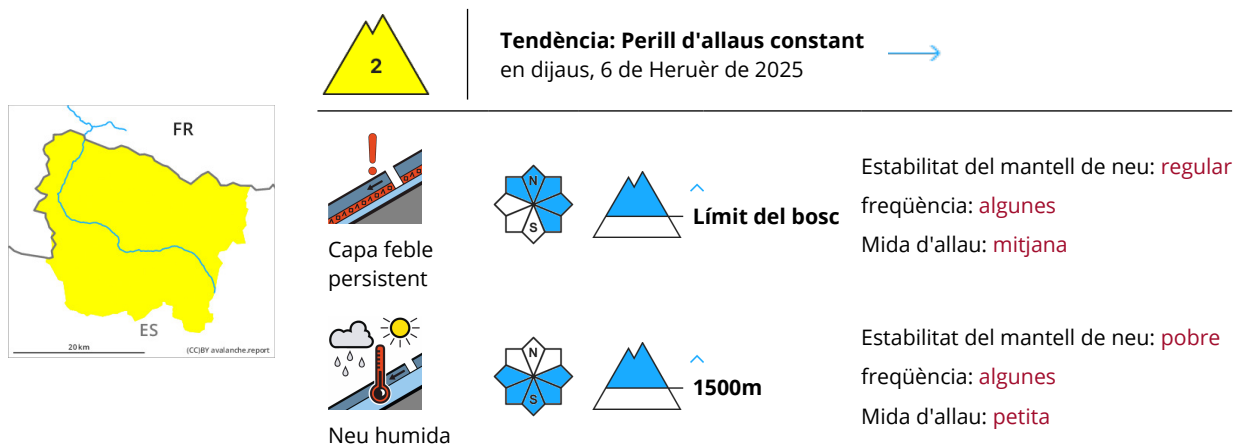 2
Tendència: Perill d'allaus constant
en dijaus, 6 de Heruèr de 2025
FR
ES
20 km
(CC)BY avalanche.report
Capa feble
persistent
N
S
Límit del bosc
Estabilitat del mantell de neu: regular
freqüència: algunes
Mida d'allau: mitjana
Neu humida
N
S
1500m
Estabilitat del mantell de neu: pobre
freqüència: algunes
Mida d'allau: petita